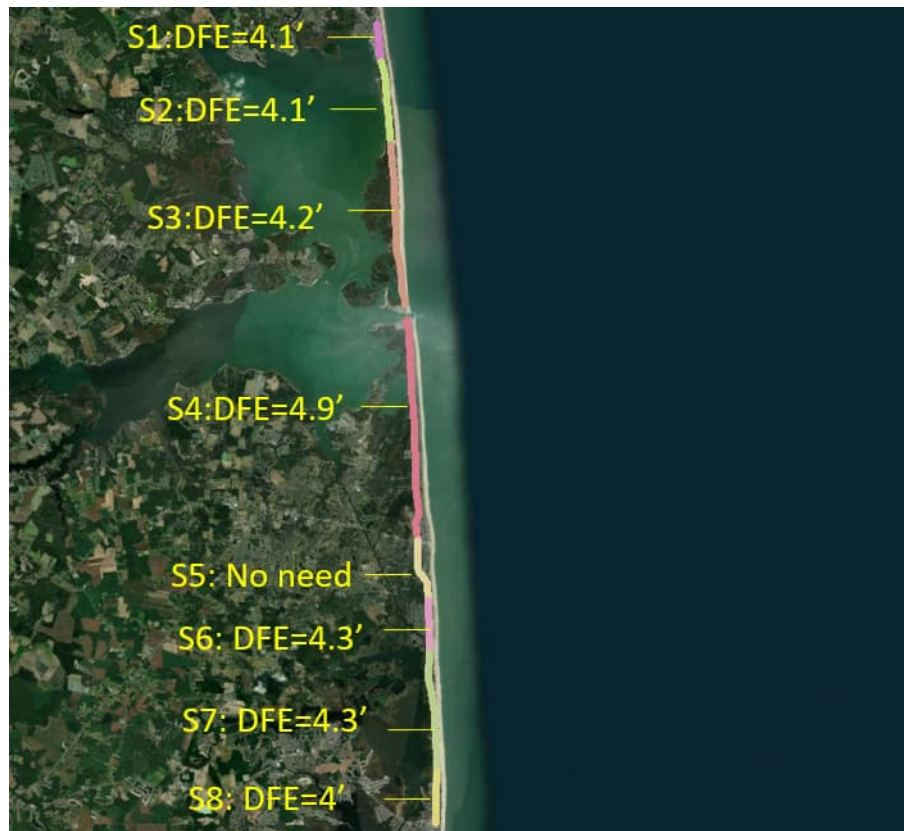 S1:DFE=4.1’
S2:DFE=4.1’
S3:DFE=4.2’
S4:DFE=4.9’
S5: No need
S6: DFE=4.3’
S7: DFE=4.3’
S8: DFE=4’